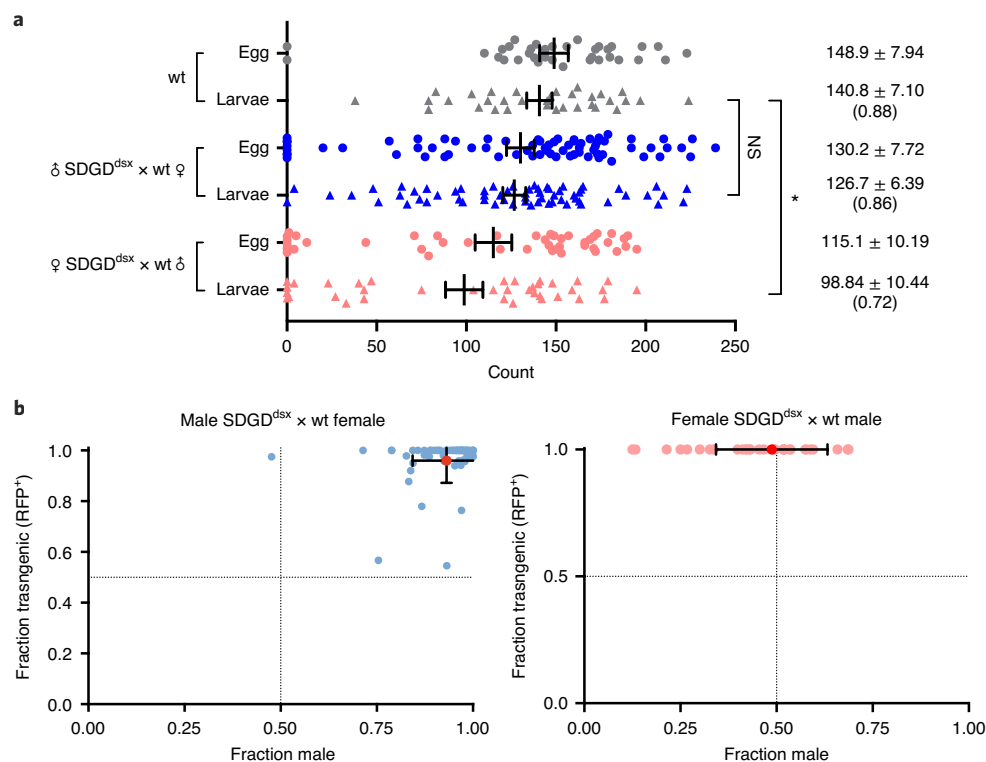 a
Egg
148.9 ± 7.94
wt
Larvae
140.8 ± 7.10
(0.88)
NS
Egg
130.2 ± 7.72
♂ SDGDdsx × wt ♀
*
Larvae
126.7 ± 6.39
(0.86)
Egg
115.1 ± 10.19
♀ SDGDdsx × wt ♂
Larvae
98.84 ± 10.44
(0.72)
0 50 100 150 200 250
Count
b
Male SDGDdsx × wt female
1.0
0.8
0.6
0.4
0.2
0.0
Fraction trasngenic (RFP+)
0.00 0.25 0.50 0.75 1.00
Fraction male
Female SDGDdsx × wt male
1.0
0.5
0.0
Fraction trasngenic (RFP+)
0.00 0.25 0.50 0.75 1.00
Fraction male